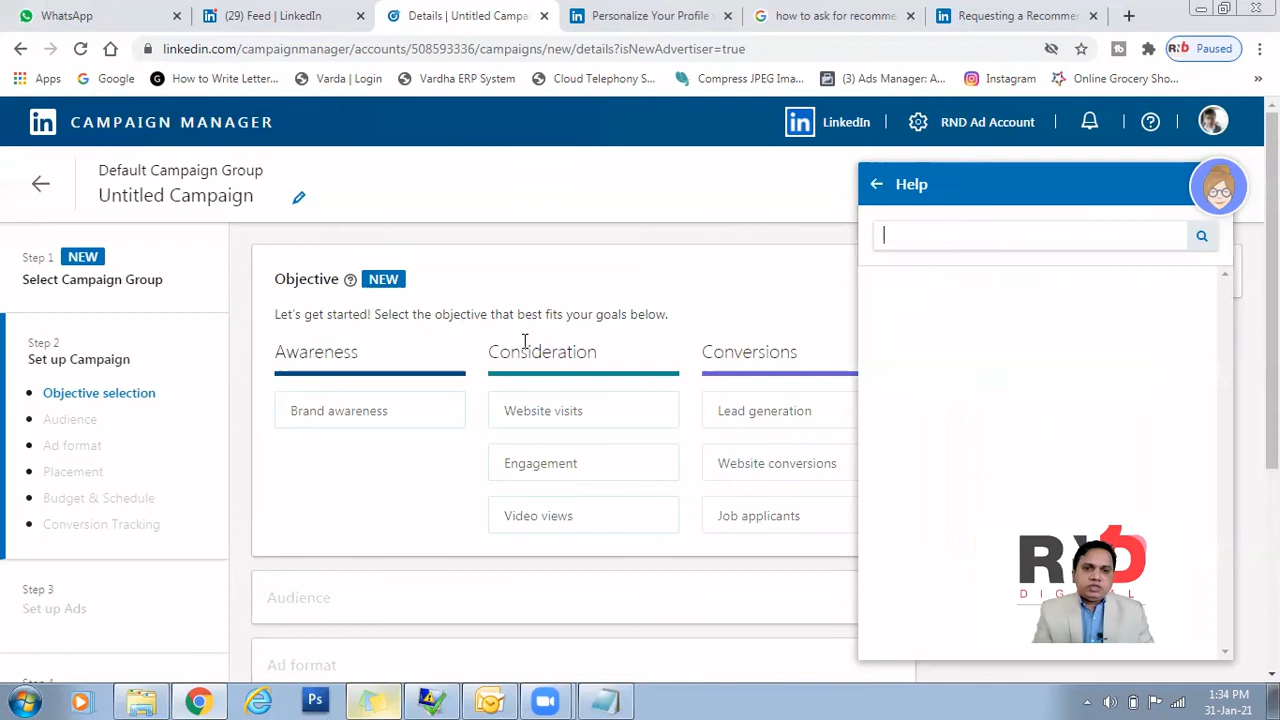 WhatsApp
(29) Feed | LinkedIn
Details | Untitled Campa
Personalize Your Profile
how to ask for recomme
Requesting a Recomme
linkedin.com/campaignmanager/accounts/508593336/campaigns/new/details?isNewAdvertiser=true
Paused
Apps
Google
How to Write Letter...
Varda | Login
Vardha ERP System
Cloud Telephony S...
Compress JPEG Ima...
(3) Ads Manager: A...
Instagram
Online Grocery Sho...
in CAMPAIGN MANAGER
in LinkedIn
RND Ad Account
Default Campaign Group
Untitled Campaign
Help
Step 1 NEW
Select Campaign Group
Step 2
Set up Campaign
Objective selection
Audience
Ad format
Placement
Budget & Schedule
Conversion Tracking
Step 3
Set up Ads
Objective NEW
Let's get started! Select the objective that best fits your goals below.
Awareness
Brand awareness
Consideration
Website visits
Engagement
Video views
Conversions
Lead generation
Website conversions
Job applicants
Audience
Ad format
1:34 PM
31-Jan-21